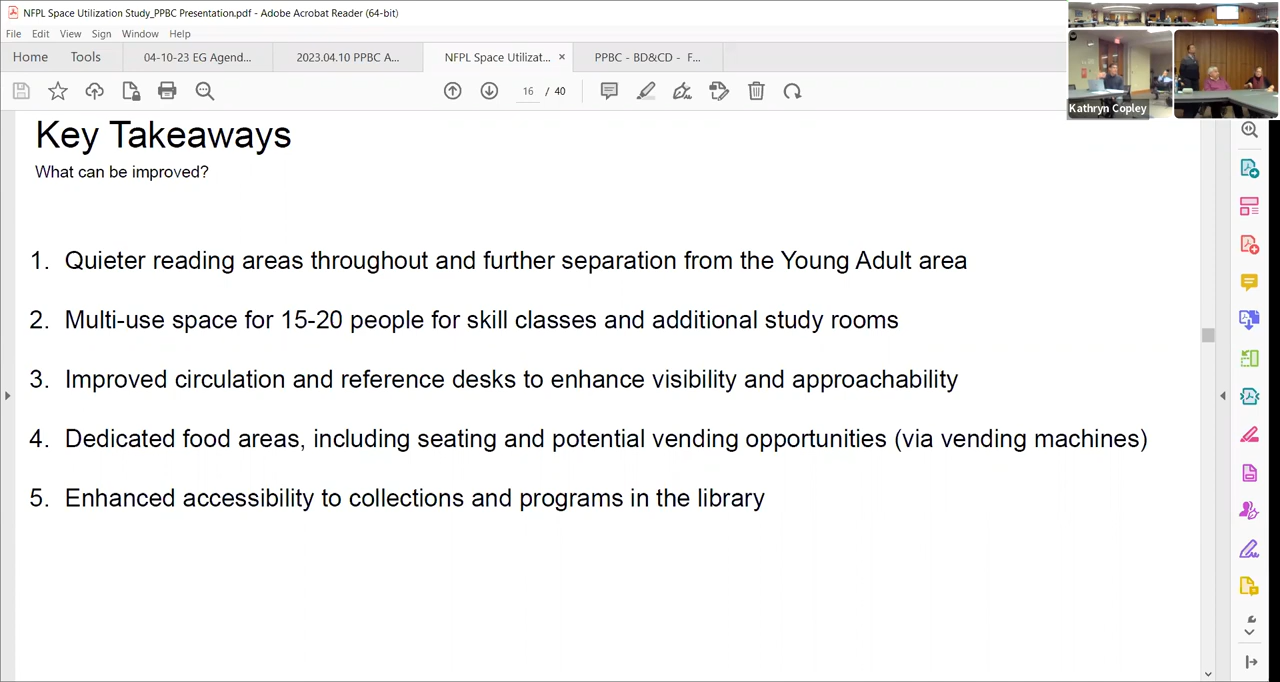 NFPL Space Utilization Study_PPBC Presentation.pdf - Adobe Acrobat Reader (64-bit)
File Edit View Sign Window Help
Home Tools 04-10-23 EG Agend... 2023.04.10 PPBC A... NFPL Space Utilizat... × PPBC - BD&CD - F...
16 / 40
Kathryn Copley
Key Takeaways
What can be improved?
1. Quieter reading areas throughout and further separation from the Young Adult area
2. Multi-use space for 15-20 people for skill classes and additional study rooms
3. Improved circulation and reference desks to enhance visibility and approachability
4. Dedicated food areas, including seating and potential vending opportunities (via vending machines)
5. Enhanced accessibility to collections and programs in the library